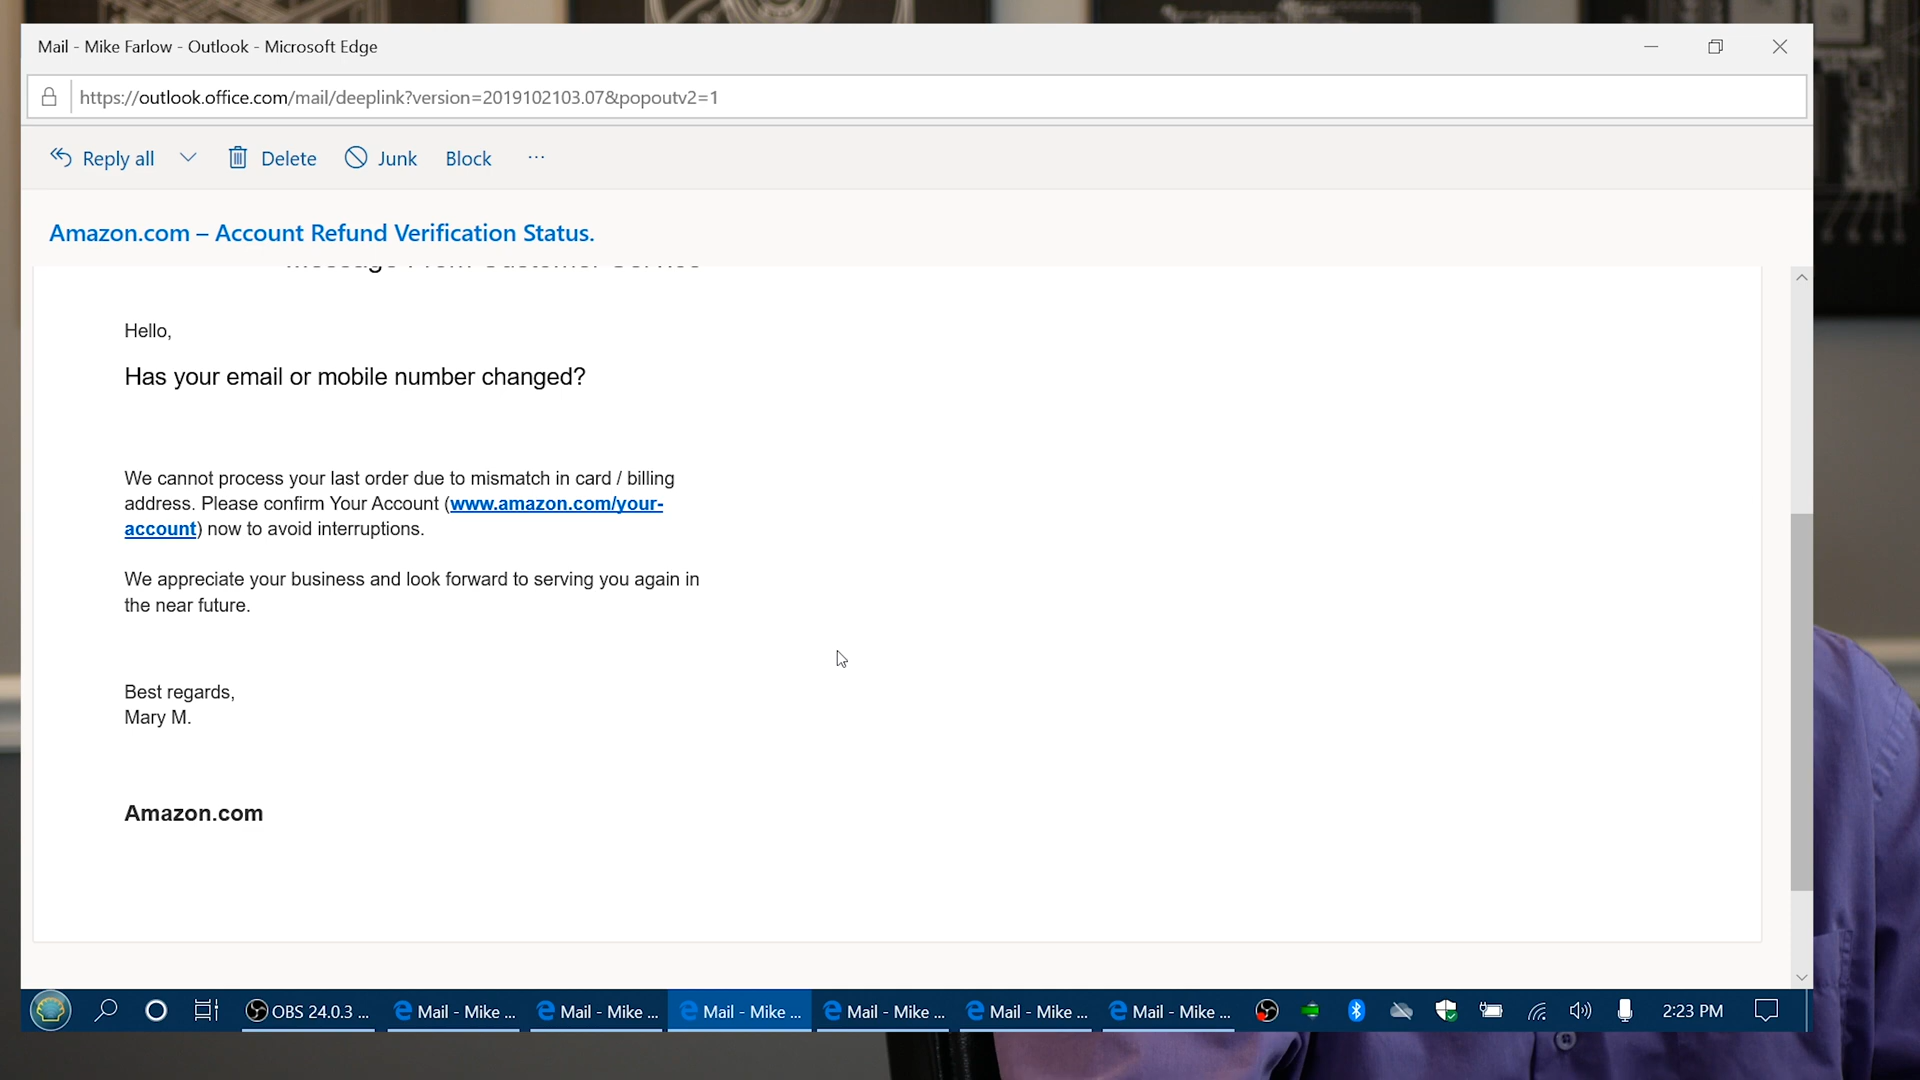 Mail - Mike Farlow - Outlook - Microsoft Edge
https://outlook.office.com/mail/deeplink?version=2019102103.07&popoutv2=1
Reply all Delete Junk Block ...
Amazon.com – Account Refund Verification Status.
Message From Customer Service
Hello,
Has your email or mobile number changed?
We cannot process your last order due to mismatch in card / billing
address. Please confirm Your Account (www.amazon.com/your-
account) now to avoid interruptions.
We appreciate your business and look forward to serving you again in
the near future.
Best regards,
Mary M.
Amazon.com
OBS 24.0.3 ... Mail - Mike ... Mail - Mike ... Mail - Mike ... Mail - Mike ... Mail - Mike ... Mail - Mike ... 2:23 PM